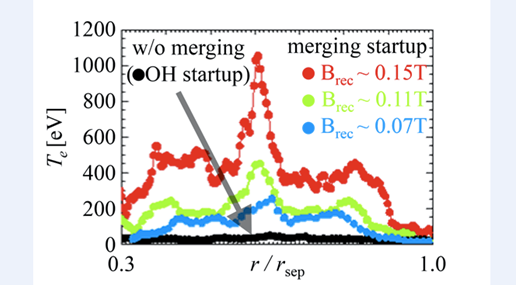 1200
1000
800
600
400
200
0
T_e [eV]
w/o merging
(●OH startup)
merging startup
● B_rec ~ 0.15T
● B_rec ~ 0.11T
● B_rec ~ 0.07T
0.3
r / r_sep
1.0